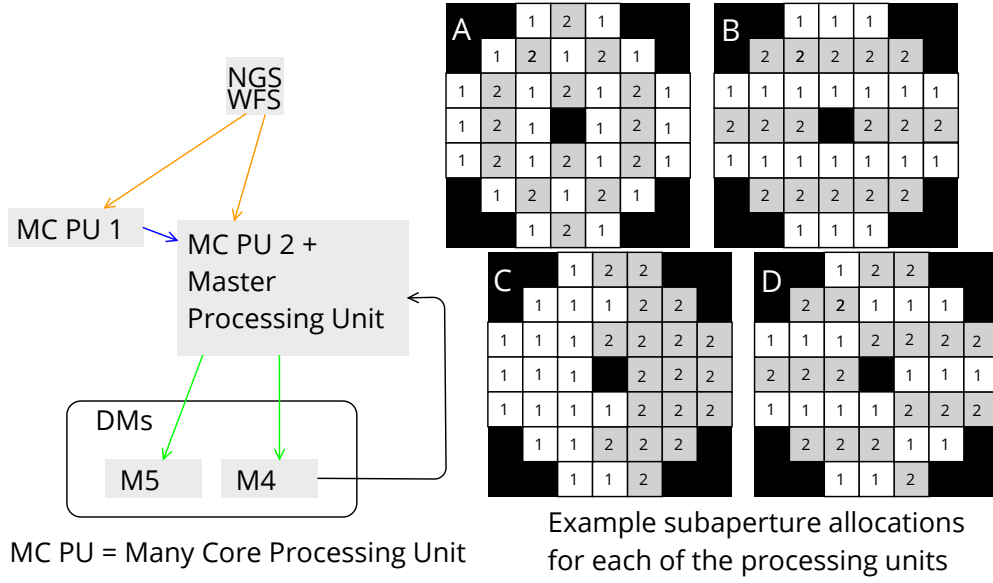 NGS
WFS
MC PU 1
MC PU 2 +
Master
Processing Unit
DMs
M5 M4
MC PU = Many Core Processing Unit
A
1 2 1
1 2 1 2 1
1 2 1 2 1 2 1
1 2 1 1 2 1
1 2 1 2 1 2 1
1 2 1 2 1
1 2 1
B
1 1 1
2 2 2 2 2
1 1 1 1 1 1 1
2 2 2 2 2 2
1 1 1 1 1 1 1
2 2 2 2 2
1 1 1
C
1 2 2
1 1 1 2 2
1 1 1 2 2 2 2
1 1 1 2 2 2
1 1 1 1 2 2 2
1 1 2 2 2
1 1 2
D
1 2 2
2 2 1 1 1
1 1 1 2 2 2 2
2 2 2 1 1 1
1 1 1 1 2 2 2
2 2 2 1 1
1 1 2
Example subaperture allocations
for each of the processing units